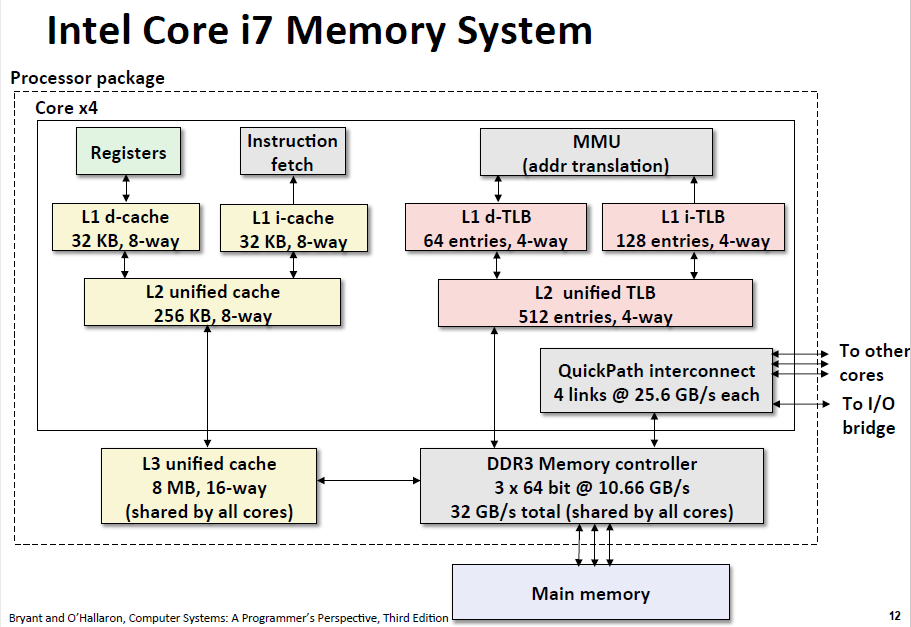 Intel Core i7 Memory System
Processor package
Core x4
Registers
Instruction
fetch
MMU
(addr translation)
L1 d-cache
32 KB, 8-way
L1 i-cache
32 KB, 8-way
L1 d-TLB
64 entries, 4-way
L1 i-TLB
128 entries, 4-way
L2 unified cache
256 KB, 8-way
L2 unified TLB
512 entries, 4-way
QuickPath interconnect
4 links @ 25.6 GB/s each
To other
cores
To I/O
bridge
L3 unified cache
8 MB, 16-way
(shared by all cores)
DDR3 Memory controller
3 x 64 bit @ 10.66 GB/s
32 GB/s total (shared by all cores)
Main memory
Bryant and O'Hallaron, Computer Systems: A Programmer's Perspective, Third Edition
12